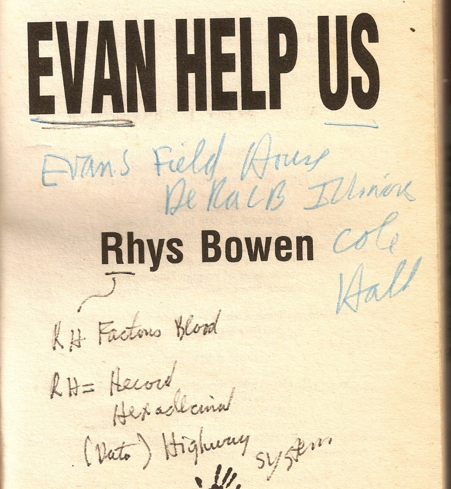 EVAN HELP US
Evans Field House
DeKalB Illinois
Cole
Hall
Rhys Bowen
RH Factors Blood
RH= Record
Hexadecimal
(Vato) Highway system